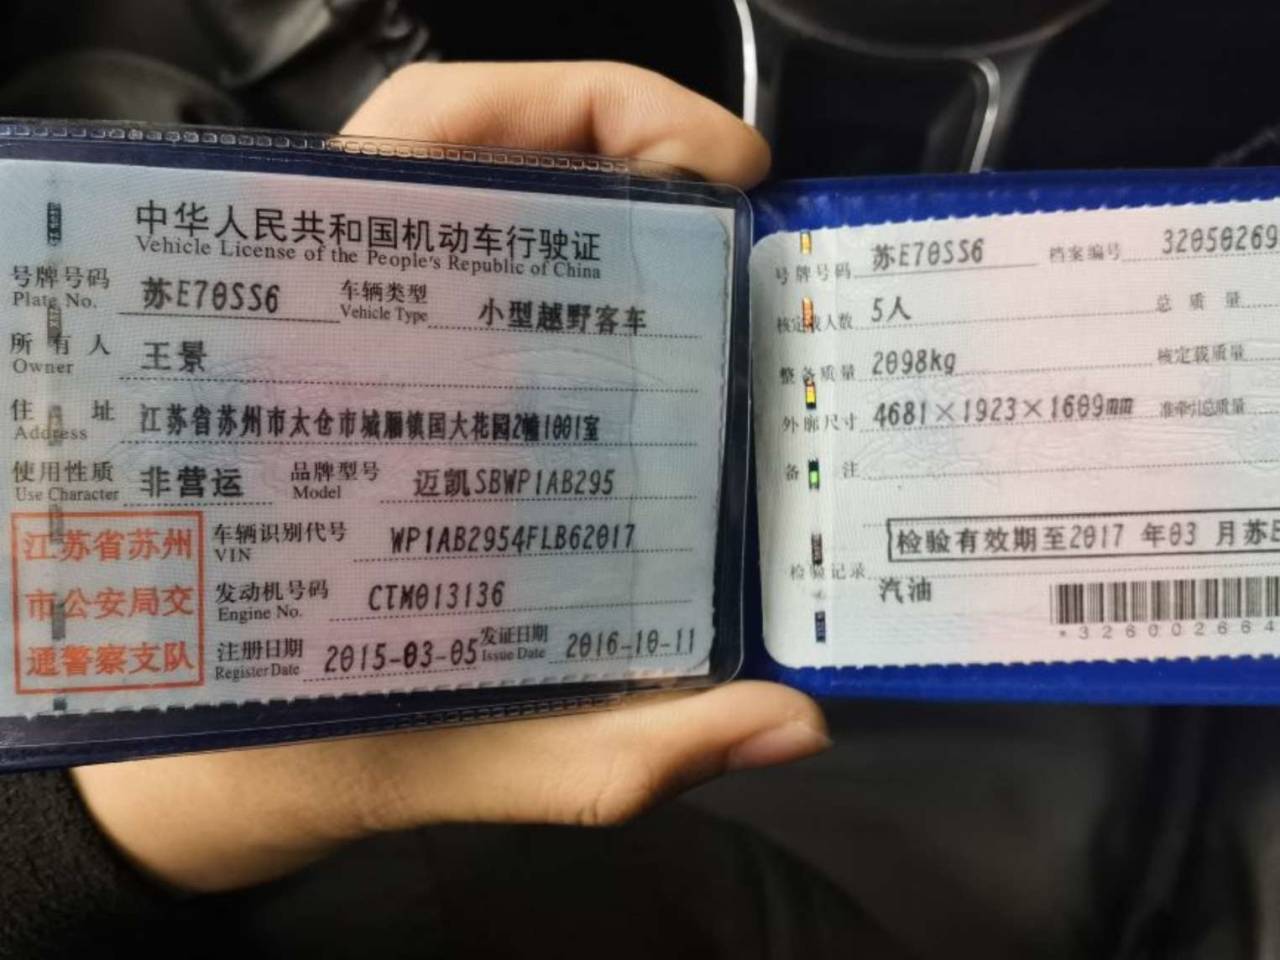 中华人民共和国机动车行驶证
Vehicle License of the People's Republic of China
号牌号码 苏E70SS6 车辆类型 小型越野客车
Plate No. Vehicle Type
所有人 王景
Owner
住址 江苏省苏州市太仓市城厢镇国大花园2幢1001室
Address
使用性质 非营运 品牌型号 迈凯SBWP1AB295
Use Character Model
江苏省苏州
市公安局交
通警察支队
车辆识别代号 WP1AB2954FLB62017
VIN
发动机号码 CTM013136
Engine No.
注册日期 2015-03-05 发证日期 2016-10-11
Register Date Issue Date
号牌号码 苏E70SS6 档案编号 32050269
核定载人数 5人 总质量
整备质量 2098kg 核定载质量
外廓尺寸 4681×1923×1609mm 准牵引总质量
备注
检验有效期至2017 年03 月苏E
检验记录
汽油
*326002664